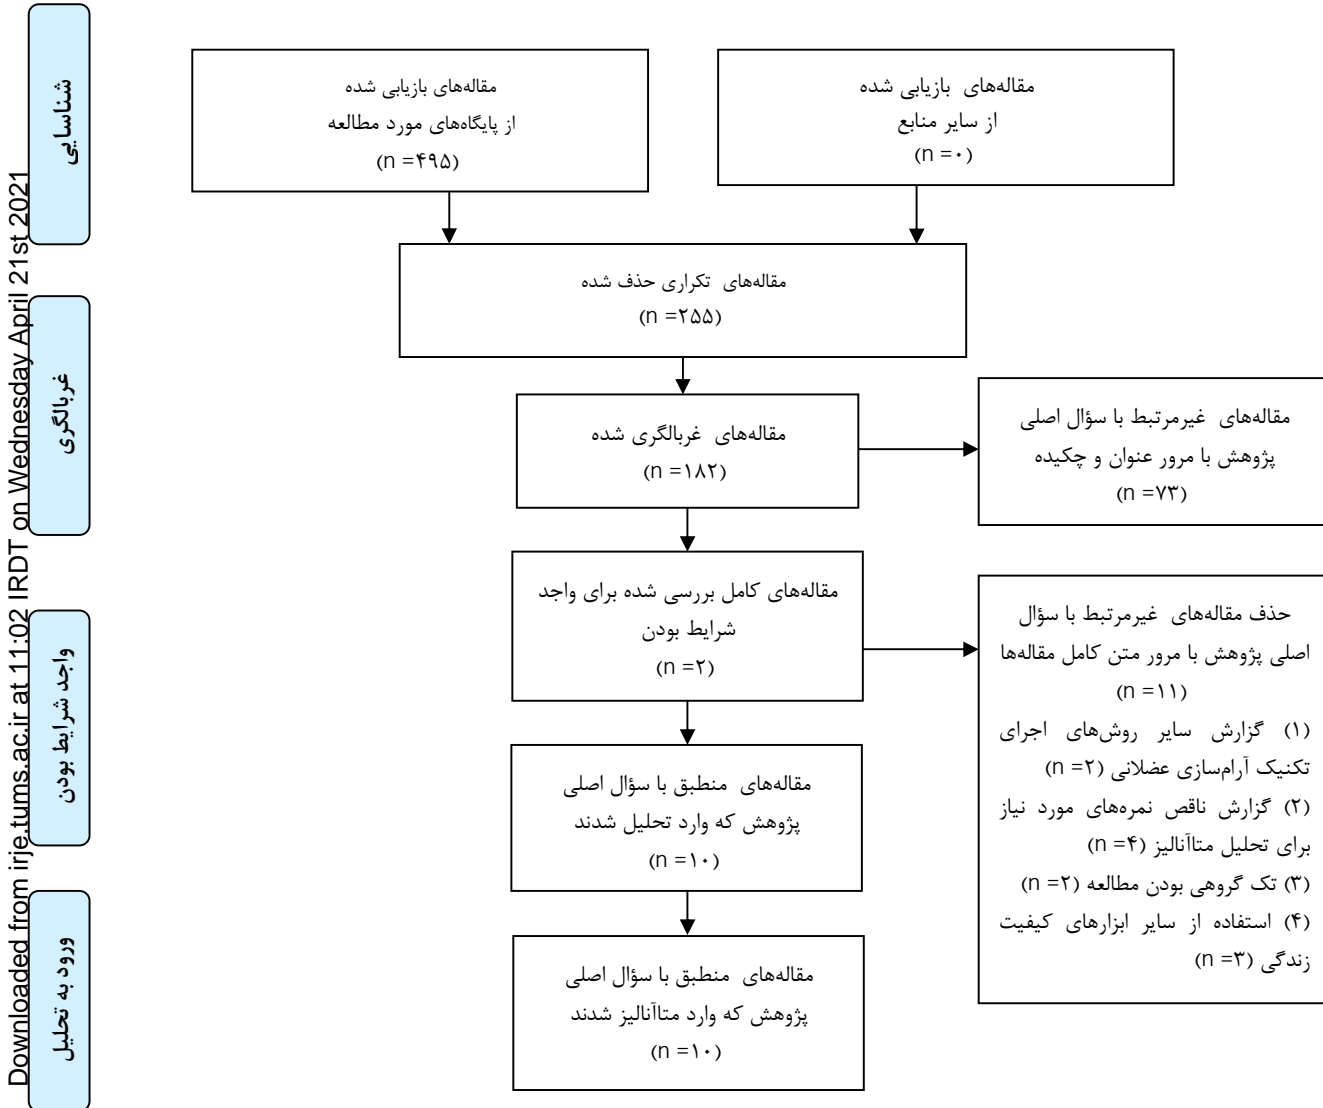 شناسایی
مقاله‌های بازیابی شده
از پایگاه‌های مورد مطالعه
(n =۴۹۵)
مقاله‌های بازیابی شده
از سایر منابع
(n =۰)
مقاله‌های تکراری حذف شده
(n =۲۵۵)
غربالگری
مقاله‌های غربالگری شده
(n =۱۸۲)
مقاله‌های غیرمرتبط با سؤال اصلی
پژوهش با مرور عنوان و چکیده
(n =۷۳)
واجد شرایط بودن
مقاله‌های کامل بررسی شده برای واجد
شرایط بودن
(n =۲)
حذف مقاله‌های غیرمرتبط با سؤال
اصلی پژوهش با مرور متن کامل مقاله‌ها
(n =۱۱)
(۱) گزارش سایر روش‌های اجرای
تکنیک آرام‌سازی عضلانی (n =۲)
(۲) گزارش ناقص نمره‌های مورد نیاز
برای تحلیل متاآنالیز (n =۴)
(۳) تک گروهی بودن مطالعه (n =۲)
(۴) استفاده از سایر ابزارهای کیفیت
زندگی (n =۳)
مقاله‌های منطبق با سؤال اصلی
پژوهش که وارد تحلیل شدند
(n =۱۰)
ورود به تحلیل
مقاله‌های منطبق با سؤال اصلی
پژوهش که وارد متاآنالیز شدند
(n =۱۰)
Downloaded from irje.tums.ac.ir at 11:02 IRDT on Wednesday April 21st 2021